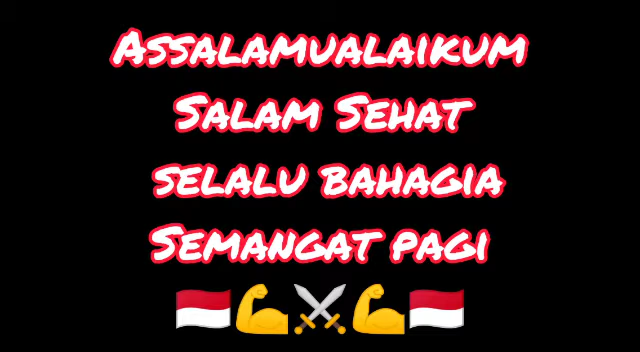 Assalamualaikum
Salam Sehat
selalu bahagia
Semangat pagi
🇮🇩💪⚔️💪🇮🇩